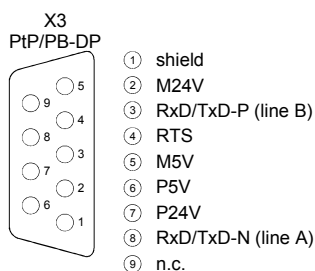 X3
PtP/PB-DP
5
9
4
8
3
7
2
6
1
1 shield
2 M24V
3 RxD/TxD-P (line B)
4 RTS
5 M5V
6 P5V
7 P24V
8 RxD/TxD-N (line A)
9 n.c.